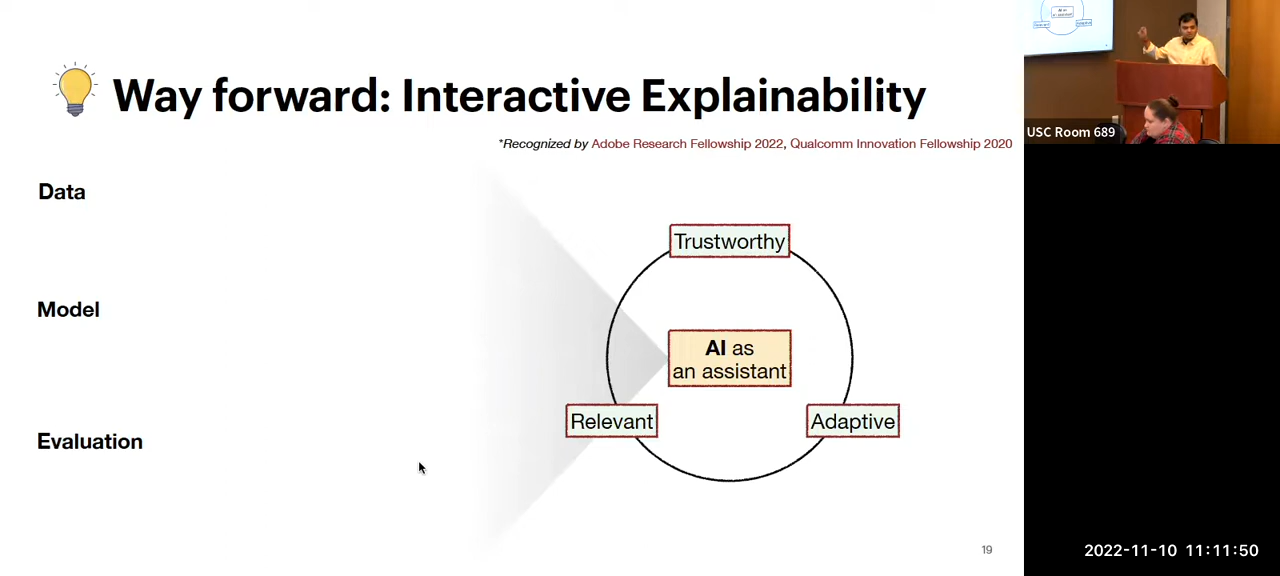 Way forward: Interactive Explainability
*Recognized by Adobe Research Fellowship 2022, Qualcomm Innovation Fellowship 2020
Data
Trustworthy
Model
AI as
an assistant
Relevant
Adaptive
Evaluation
19
USC Room 689
2022-11-10 11:11:50